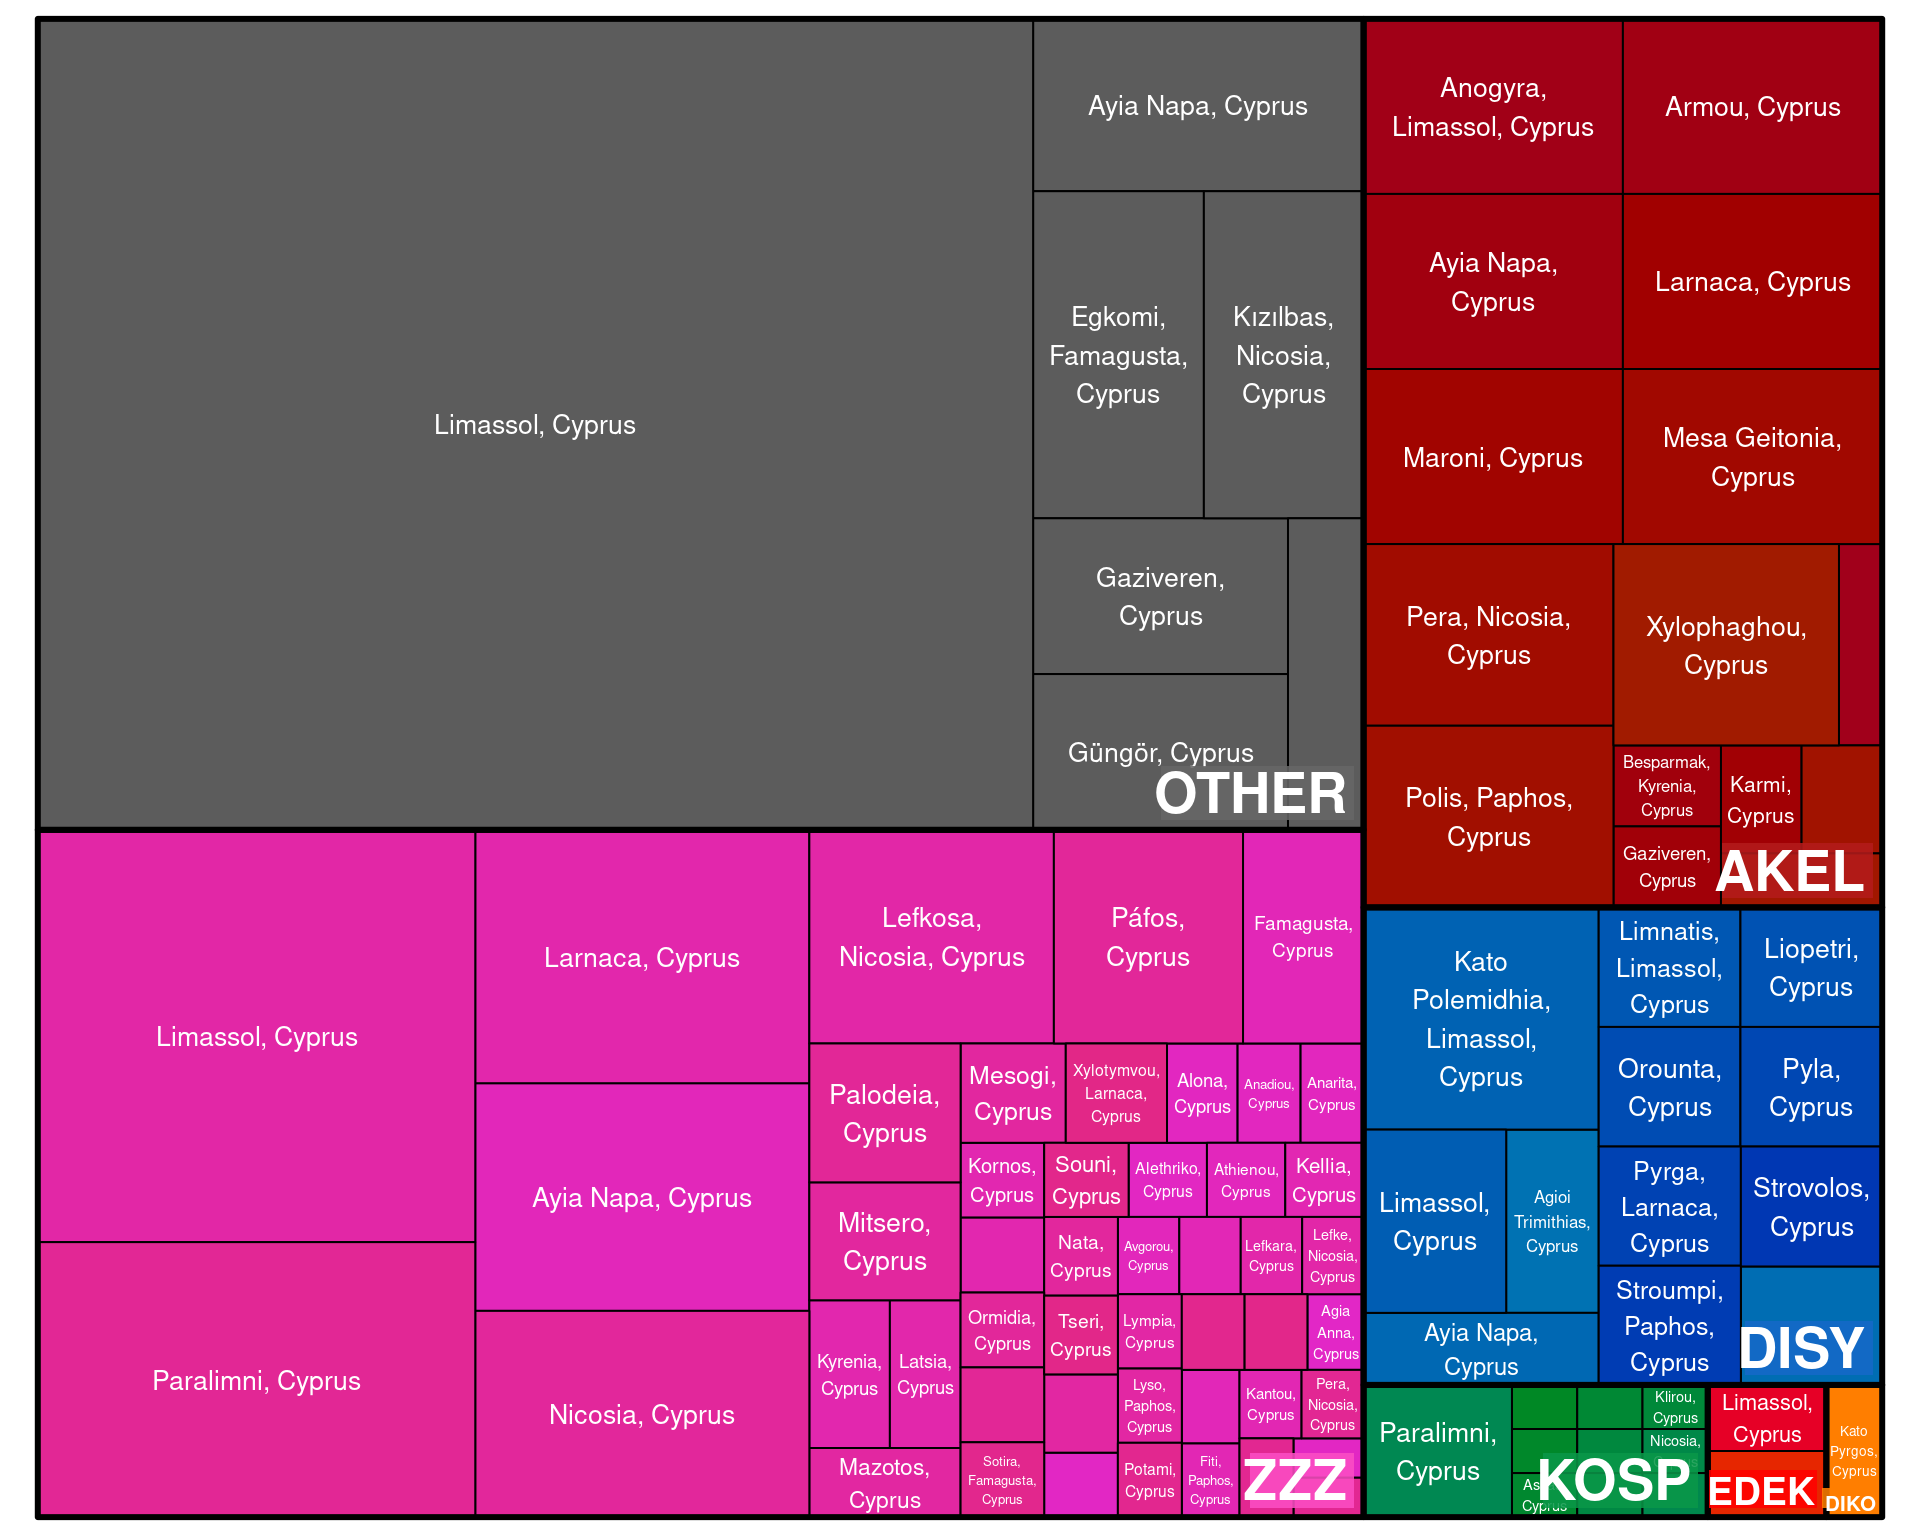 Limassol, Cyprus
Ayia Napa, Cyprus
Egkomi,
Famagusta,
Cyprus
Kızılbas,
Nicosia,
Cyprus
Gaziveren,
Cyprus
Güngör, Cyprus
OTHER
Anogyra,
Limassol, Cyprus
Armou, Cyprus
Ayia Napa,
Cyprus
Larnaca, Cyprus
Maroni, Cyprus
Mesa Geitonia,
Cyprus
Pera, Nicosia,
Cyprus
Xylophaghou,
Cyprus
Polis, Paphos,
Cyprus
Besparmak,
Kyrenia,
Cyprus
Karmi,
Cyprus
Gaziveren,
Cyprus
AKEL
Limassol, Cyprus
Paralimni, Cyprus
Larnaca, Cyprus
Ayia Napa, Cyprus
Nicosia, Cyprus
Lefkosa,
Nicosia, Cyprus
Páfos,
Cyprus
Famagusta,
Cyprus
Palodeia,
Cyprus
Mitsero,
Cyprus
Kyrenia,
Cyprus
Latsia,
Cyprus
Mazotos,
Cyprus
Mesogi,
Cyprus
Xylotymvou,
Larnaca,
Cyprus
Alona,
Cyprus
Anadiou,
Cyprus
Anarita,
Cyprus
Kornos,
Cyprus
Souni,
Cyprus
Alethriko,
Cyprus
Athienou,
Cyprus
Kellia,
Cyprus
Nata,
Cyprus
Avgorou,
Cyprus
Lefkara,
Cyprus
Lefke,
Nicosia,
Cyprus
Ormidia,
Cyprus
Tseri,
Cyprus
Lympia,
Cyprus
Agia
Anna,
Cyprus
Lyso,
Paphos,
Cyprus
Kantou,
Cyprus
Pera,
Nicosia,
Cyprus
Sotira,
Famagusta,
Cyprus
Potami,
Cyprus
Fiti,
Paphos,
Cyprus
ZZZ
Kato
Polemidhia,
Limassol,
Cyprus
Limnatis,
Limassol,
Cyprus
Liopetri,
Cyprus
Orounta,
Cyprus
Pyla,
Cyprus
Limassol,
Cyprus
Agioi
Trimithias,
Cyprus
Pyrga,
Larnaca,
Cyprus
Strovolos,
Cyprus
Ayia Napa,
Cyprus
Stroumpi,
Paphos,
Cyprus
DISY
Paralimni,
Cyprus
Klirou,
Cyprus
Nicosia,
Cyprus
KOSP
Limassol,
Cyprus
EDEK
Kato
Pyrgos,
Cyprus
DIKO